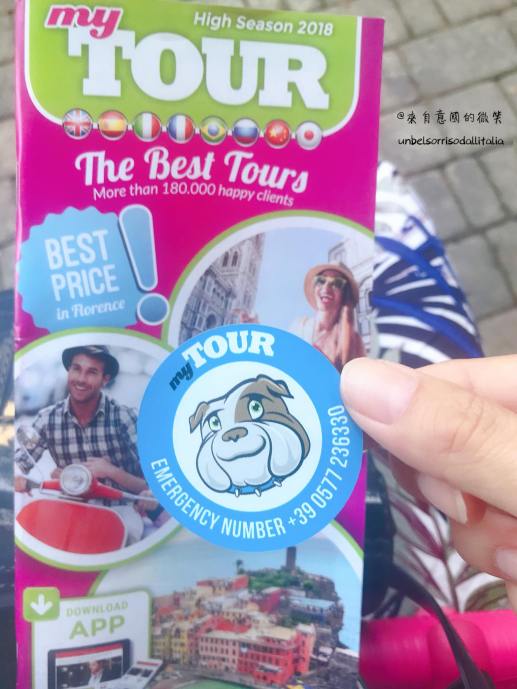 High Season 2018
my
TOUR
@來自意國的微笑
unbelsorrisodallitalia
The Best Tours
More than 180.000 happy clients
BEST
PRICE
in Florence
!
my TOUR
EMERGENCY NUMBER +39 0577 236330
DOWNLOAD
APP